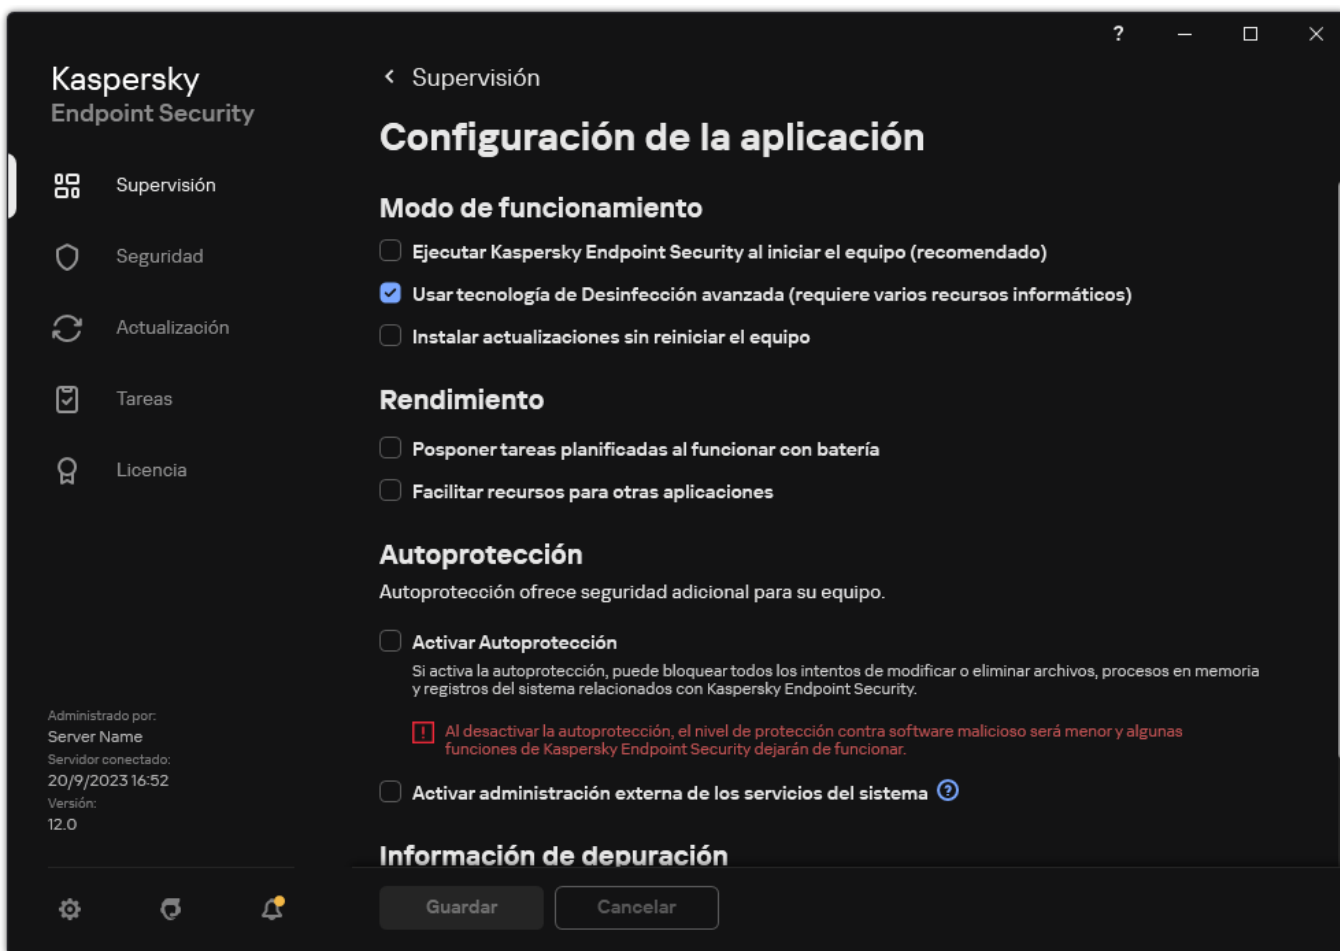 ?
Kaspersky
Endpoint Security
Supervisión
Seguridad
Actualización
Tareas
Licencia
Administrado por:
Server Name
Servidor conectado:
20/9/2023 16:52
Versión:
12.0
Supervisión
Configuración de la aplicación
Modo de funcionamiento
Ejecutar Kaspersky Endpoint Security al iniciar el equipo (recomendado)
Usar tecnología de Desinfección avanzada (requiere varios recursos informáticos)
Instalar actualizaciones sin reiniciar el equipo
Rendimiento
Posponer tareas planificadas al funcionar con batería
Facilitar recursos para otras aplicaciones
Autoprotección
Autoprotección ofrece seguridad adicional para su equipo.
Activar Autoprotección
Si activa la autoprotección, puede bloquear todos los intentos de modificar o eliminar archivos, procesos en memoria
y registros del sistema relacionados con Kaspersky Endpoint Security.
Al desactivar la autoprotección, el nivel de protección contra software malicioso será menor y algunas
funciones de Kaspersky Endpoint Security dejarán de funcionar.
Activar administración externa de los servicios del sistema
Información de depuración
Guardar
Cancelar